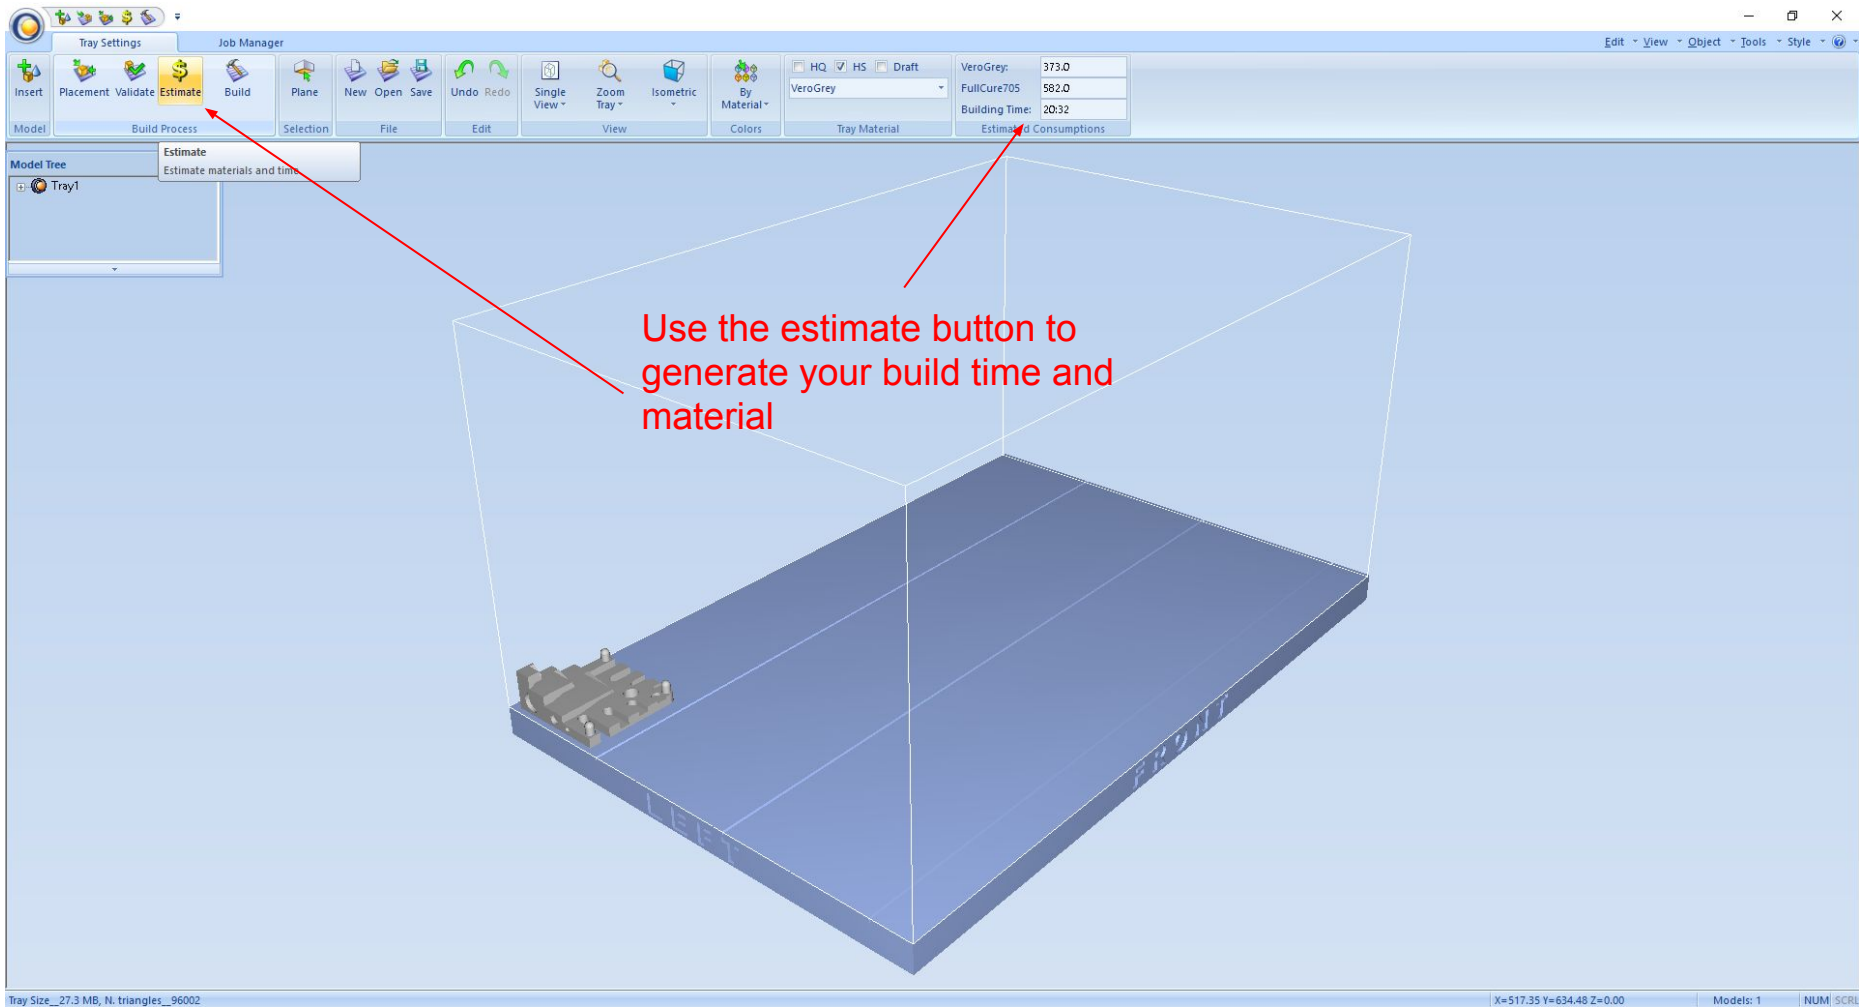 Tray Settings Job Manager
Edit View Object Tools Style
Insert Placement Validate Estimate Build Plane New Open Save Undo Redo Single View Zoom Tray Isometric By Material
HQ HS Draft
VeroGrey
VeroGrey: 373.0
FullCure705 582.0
Building Time: 20:32
Model Build Process Selection File Edit View Colors Tray Material Estimated Consumptions
Estimate
Estimate materials and time
Model Tree
Tray1
Use the estimate button to
generate your build time and
material
FRONT
LEFT
Tray Size__27.3 MB, N. triangles__96002 X=517.35 Y=634.48 Z=0.00 Models: 1 NUM SCRL